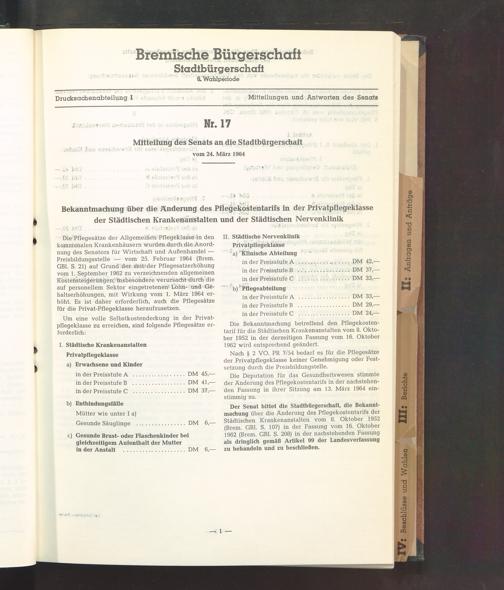 Bremische Bürgerschaft
Stadtbürgerschaft
6. Wahlperiode
Drucksachenabteilung I
Mitteilungen und Antworten des Senats
Nr. 17
Mitteilung des Senats an die Stadtbürgerschaft
vom 24. März 1964
Bekanntmachung über die Änderung des Pflegekostentarifs in der Privatpflegeklasse
der Städtischen Krankenanstalten und der Städtischen Nervenklinik
Die Pflegesätze der Allgemeinen Pflegeklasse in den
kommunalen Krankenhäusern wurden durch die Anord-
nung des Senators für Wirtschaft und Außenhandel —
Preisbildungsstelle — vom 25. Februar 1964 (Brem.
GBl. S. 21) auf Grund der seit der Pflegesatzerhöhung
vom 1. September 1962 zu verzeichnenden allgemeinen
Kostensteigerungen, insbesondere verursacht durch die
auf personellem Sektor eingetretenen Lohn- und Ge-
haltserhöhungen, mit Wirkung vom 1. März 1964 er-
höht. Es ist daher erforderlich, auch die Pflegesätze
für die Privat-Pflegeklasse heraufzusetzen.
Um eine volle Selbstkostendeckung in der Privat-
pflegeklasse zu erreichen, sind folgende Pflegesätze er-
forderlich:
I. Städtische Krankenanstalten
Privatpflegeklasse
a) Erwachsene und Kinder
in der Preisstufe A DM 45,—
in der Preisstufe B DM 41,—
in der Preisstufe C DM 37,—
b) Entbindungsfälle
Mütter wie unter I a)
Gesunde Säuglinge DM 6,—
c) Gesunde Brust- oder Flaschenkinder bei
gleichzeitigem Aufenthalt der Mutter
in der Anstalt DM 6,—
II. Städtische Nervenklinik
Privatpflegeklasse
a) Klinische Abteilung
in der Preisstufe A DM 42,—
in der Preisstufe B DM 37,—
in der Preisstufe C DM 33,—
b) Pflegeabteilung
in der Preisstufe A DM 33,—
in der Preisstufe B DM 29,—
in der Preisstufe C DM 24,—
Die Bekanntmachung betreffend den Pflegekosten-
tarif für die Städtischen Krankenanstalten vom 8. Okto-
ber 1952 in der derzeitigen Fassung vom 16. Oktober
1962 wird entsprechend geändert.
Nach § 2 VO. PR 7/54 bedarf es für die Pflegesätze
der Privatpflegeklasse keiner Genehmigung oder Fest-
setzung durch die Preisbildungsstelle.
Die Deputation für das Gesundheitswesen stimmte
der Änderung des Pflegekostentarifs in der nachstehen-
den Fassung in ihrer Sitzung am 13. März 1964 ein-
stimmig zu.
Der Senat bittet die Stadtbürgerschaft, die Bekannt-
machung über die Änderung des Pflegekostentarifs der
Städtischen Krankenanstalten vom 8. Oktober 1952
(Brem. GBl. S. 107) in der Fassung vom 16. Oktober
1962 (Brem. GBl. S. 208) in der nachstehenden Fassung
als dringlich gemäß Artikel 99 der Landesverfassung
zu behandeln und zu beschließen.
— 1 —
II: Anfragen und Anträge
III: Berichte
IV: Beschlüsse und Wahlen